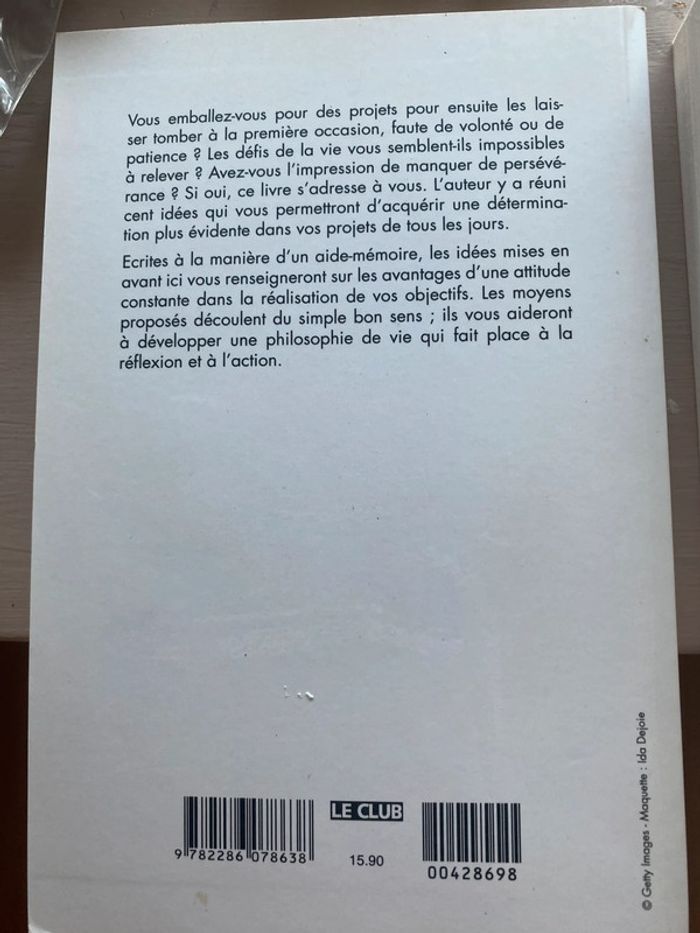 Vous emballez-vous pour des projets pour ensuite les lais-
ser tomber à la première occasion, faute de volonté ou de
patience ? Les défis de la vie vous semblent-ils impossibles
à relever ? Avez-vous l'impression de manquer de persévé-
rance ? Si oui, ce livre s'adresse à vous. L'auteur y a réuni
cent idées qui vous permettront d'acquérir une détermina-
tion plus évidente dans vos projets de tous les jours.
Ecrites à la manière d'un aide-mémoire, les idées mises en
avant ici vous renseigneront sur les avantages d'une attitude
constante dans la réalisation de vos objectifs. Les moyens
proposés découlent du simple bon sens ; ils vous aideront
à développer une philosophie de vie qui fait place à la
réflexion et à l'action.
LE CLUB
9 782286 078638
15.90
00428698
© Getty Images - Maquette : Ida Dejoie